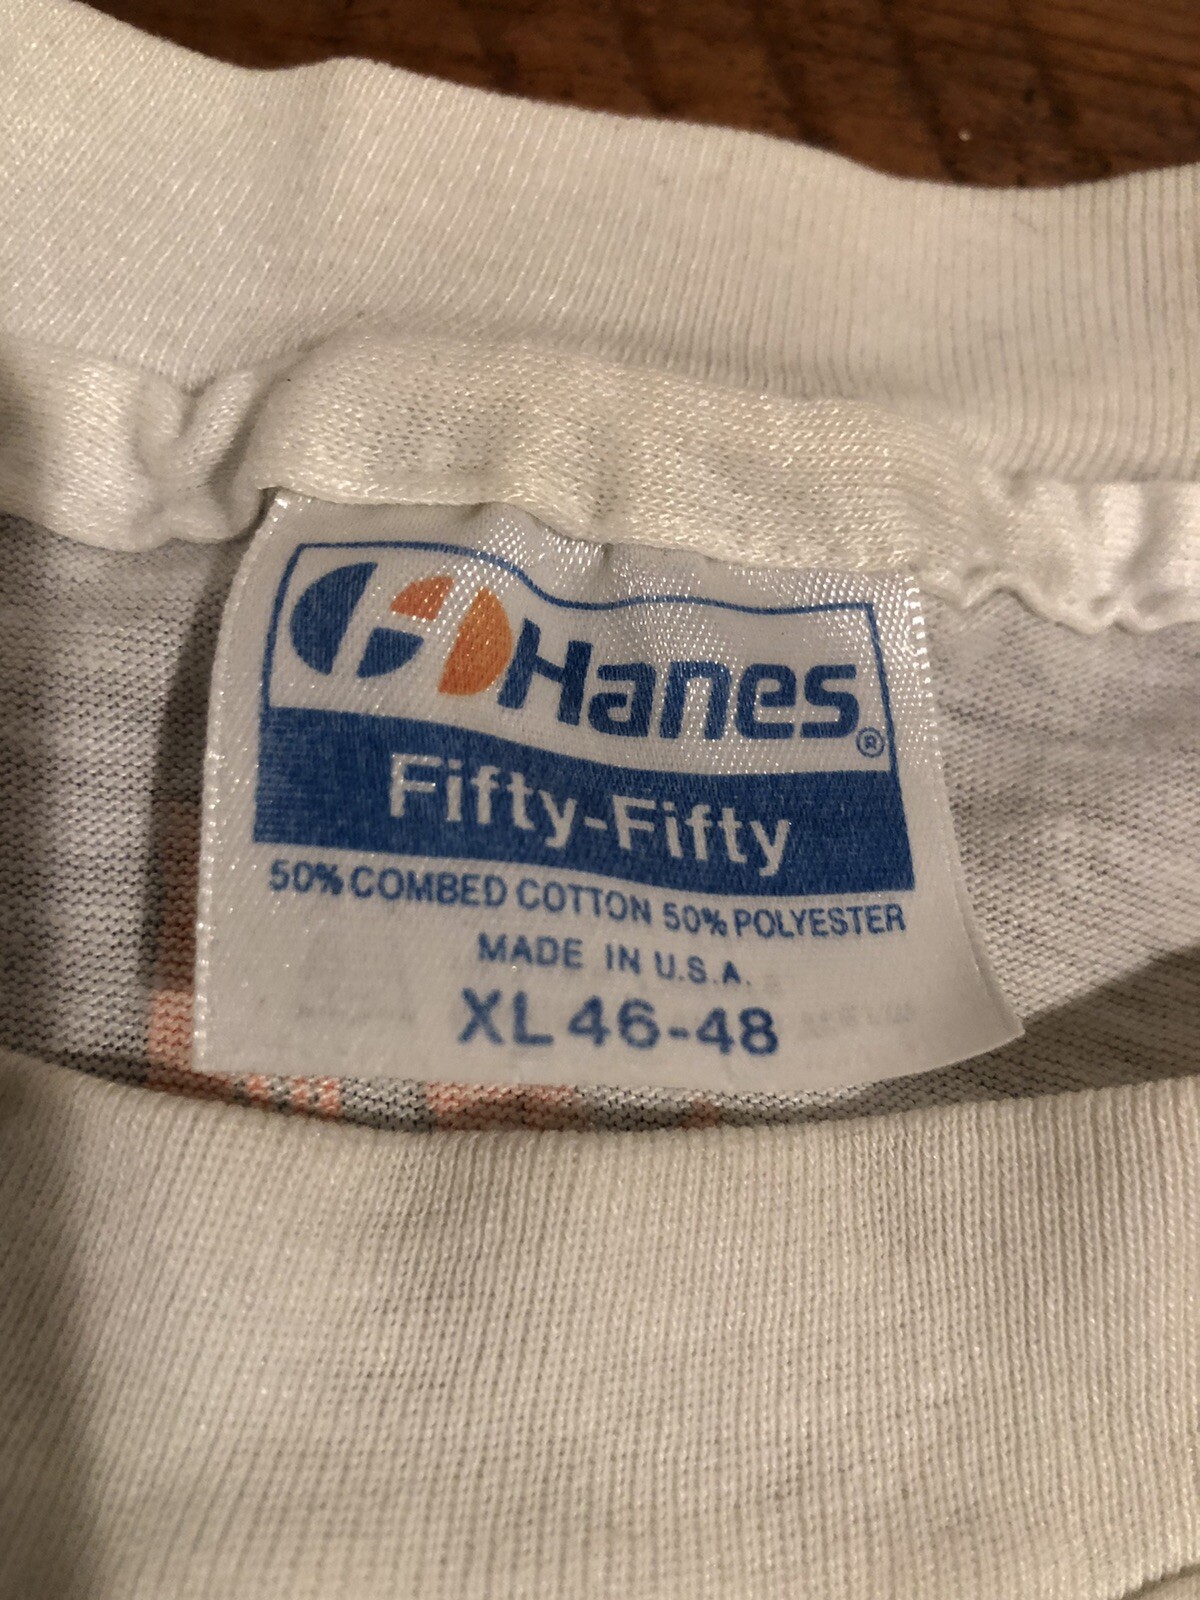 Hanes®
Fifty-Fifty
50% COMBED COTTON 50% POLYESTER
MADE IN U.S.A.
XL 46-48